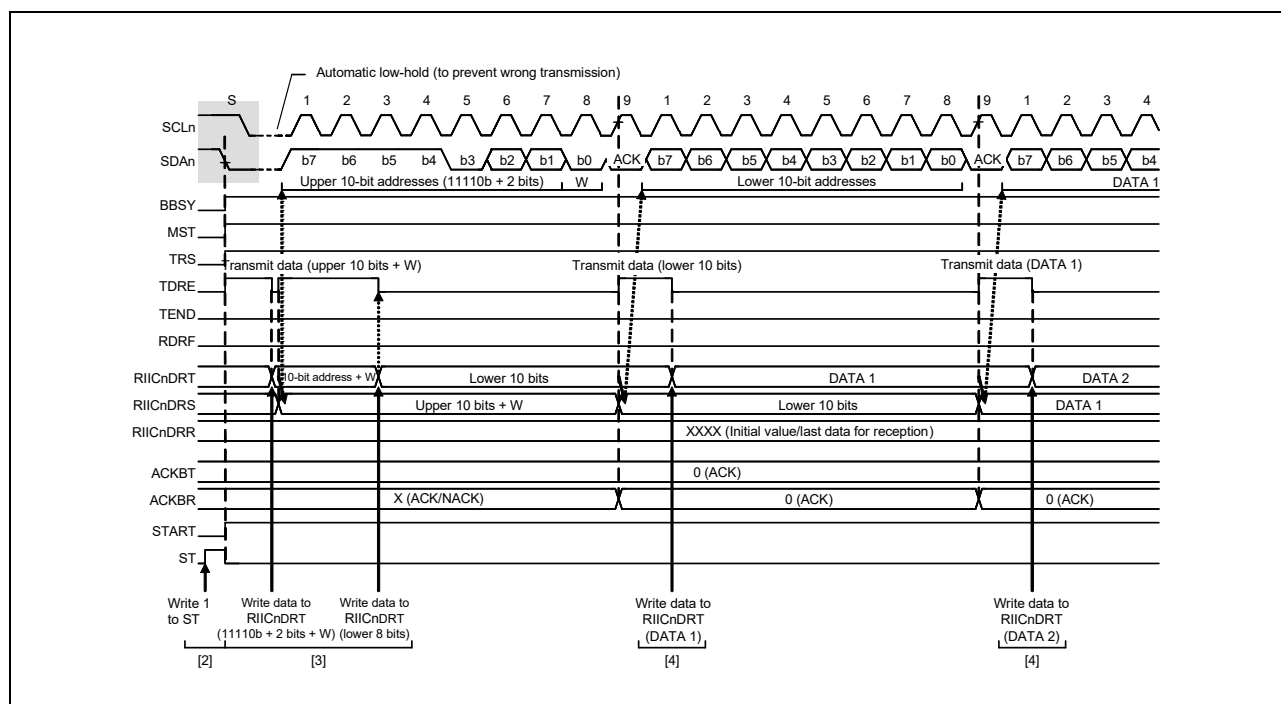 Automatic low-hold (to prevent wrong transmission)
S 1 2 3 4 5 6 7 8 9 1 2 3 4 5 6 7 8 9 1 2 3 4
SCLn
SDAn b7 b6 b5 b4 b3 b2 b1 b0 ACK b7 b6 b5 b4 b3 b2 b1 b0 ACK b7 b6 b5 b4
Upper 10-bit addresses (11110b + 2 bits) W Lower 10-bit addresses DATA 1
BBSY
MST
TRS
Transmit data (upper 10 bits + W) Transmit data (lower 10 bits) Transmit data (DATA 1)
TDRE
TEND
RDRF
RIICnDRT 10-bit address + W Lower 10 bits DATA 1 DATA 2
RIICnDRS Upper 10 bits + W Lower 10 bits DATA 1
RIICnDRR XXXX (Initial value/last data for reception)
ACKBT 0 (ACK)
ACKBR X (ACK/NACK) 0 (ACK) 0 (ACK)
START
ST
Write 1 Write data to Write data to Write data to Write data to
to ST RIICnDRT RIICnDRT RIICnDRT RIICnDRT
(11110b + 2 bits + W) (lower 8 bits) (DATA 1) (DATA 2)
[2] [3] [4] [4]